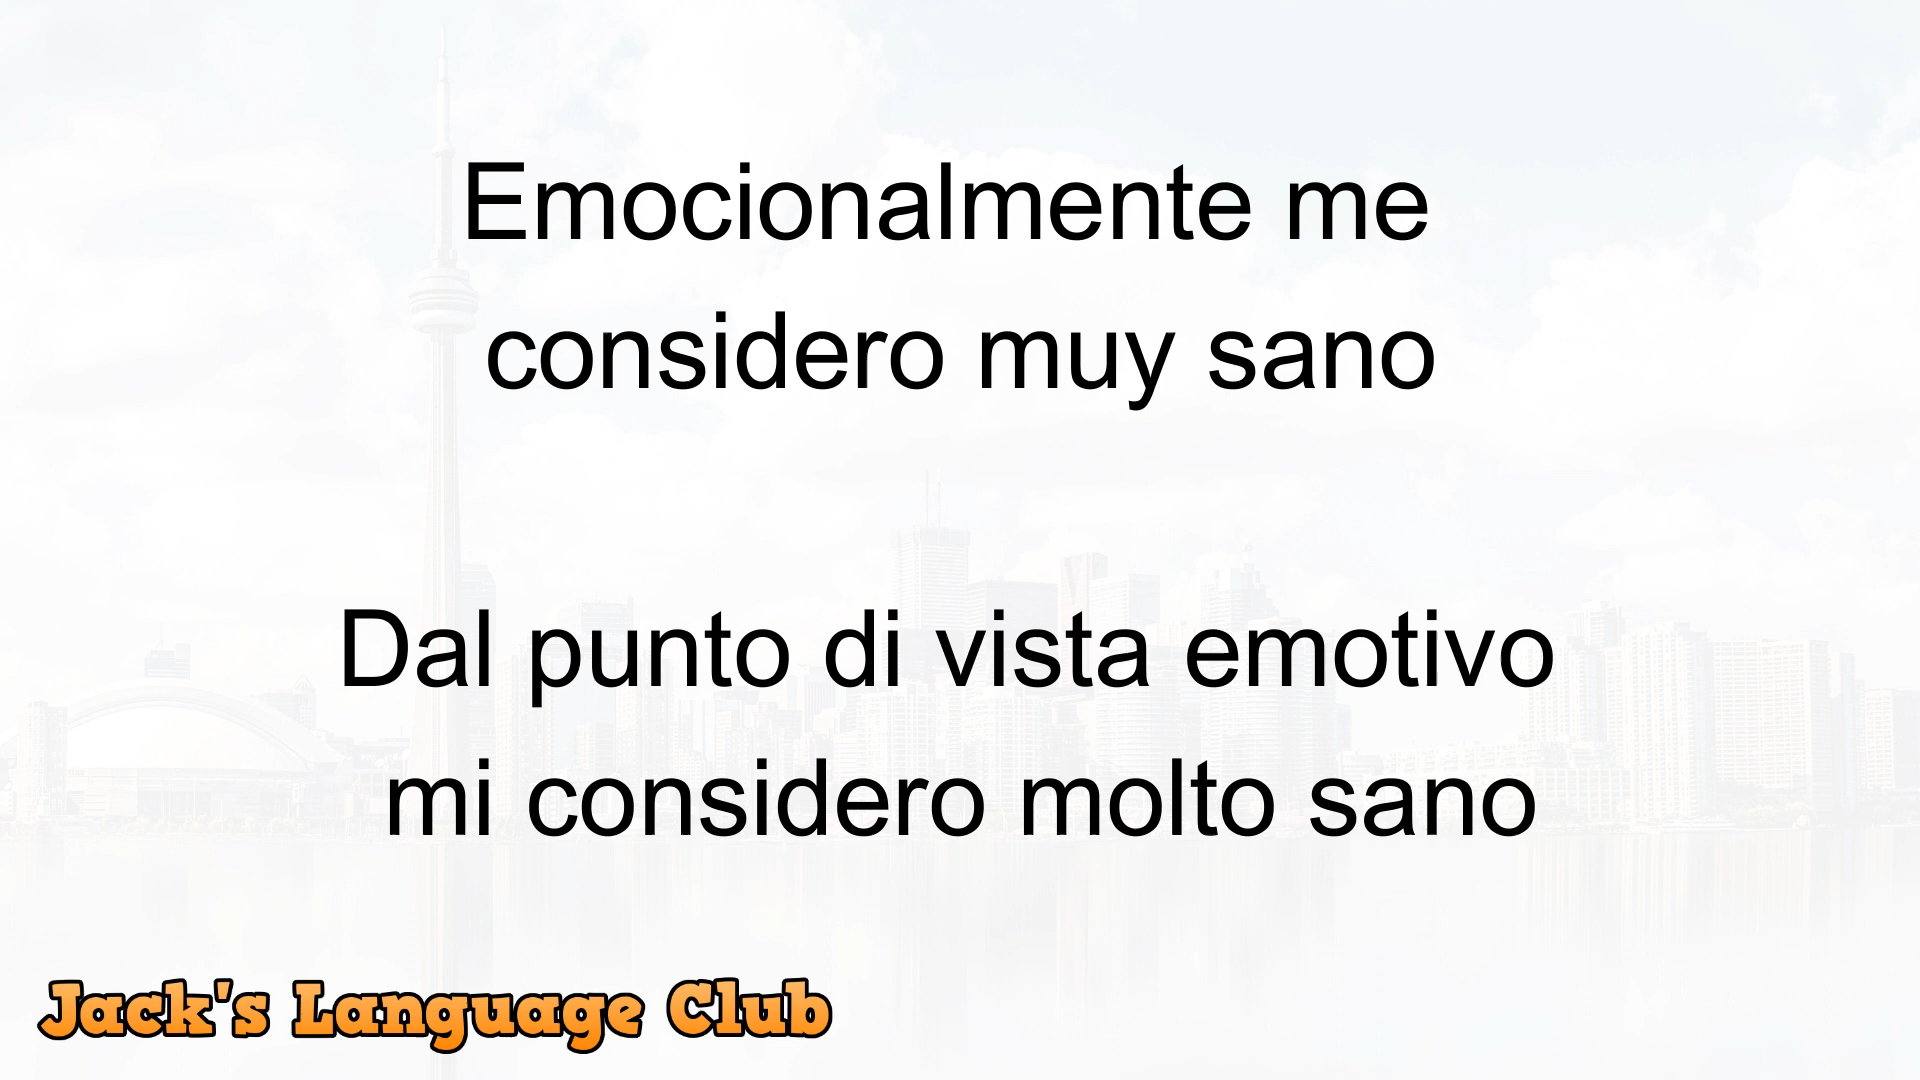 Emocionalmente me
considero muy sano
Dal punto di vista emotivo
mi considero molto sano
Jack's Language Club